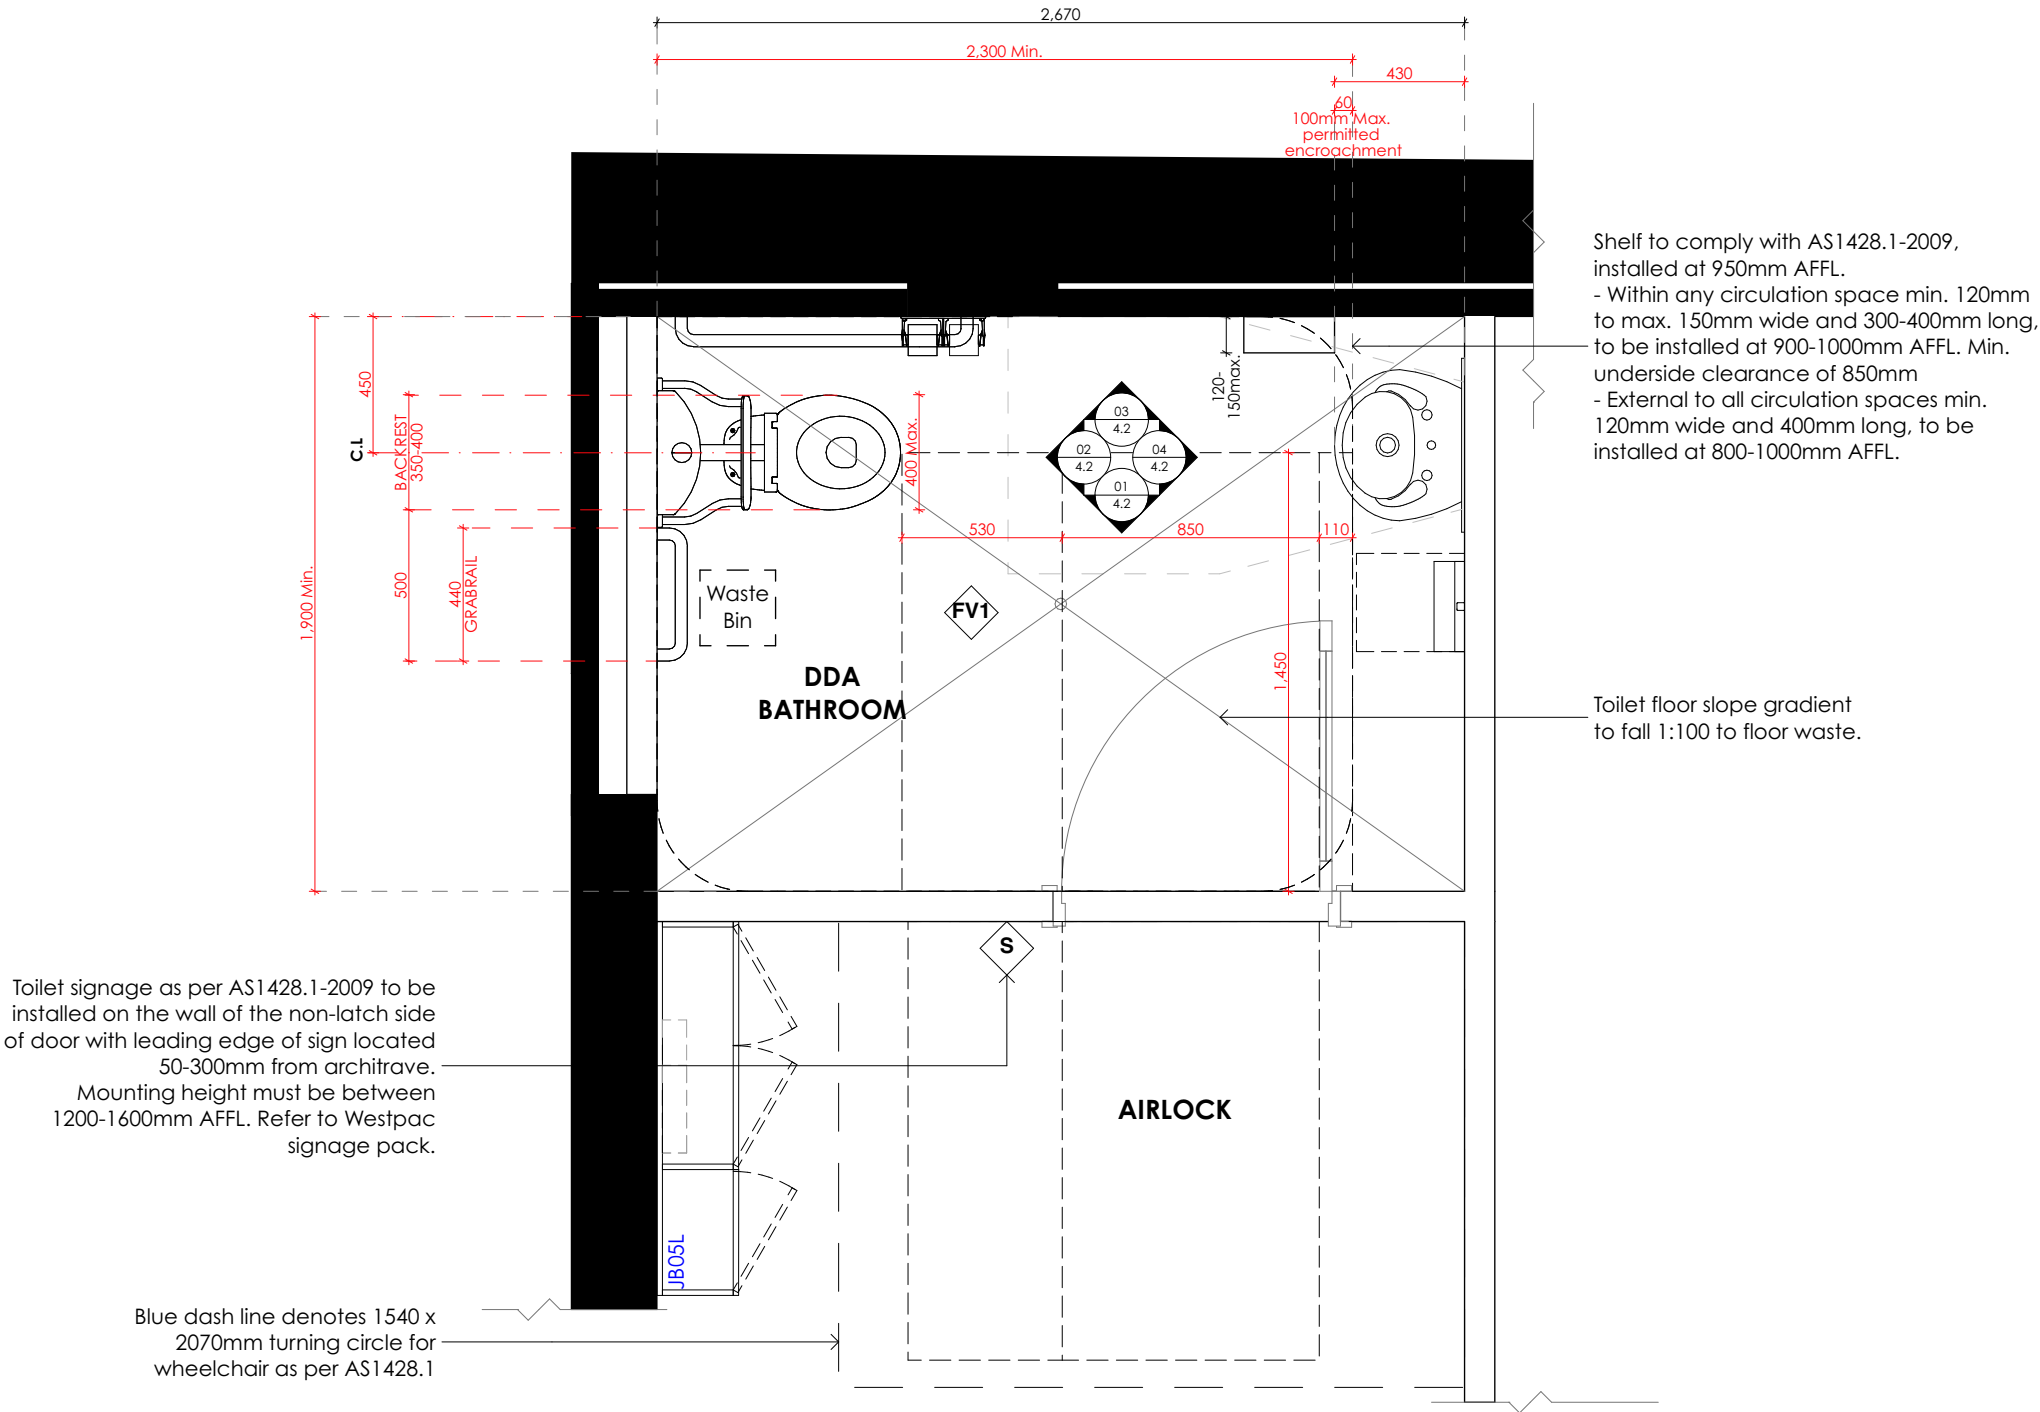 2,670
2,300 Min.
430
60
100mm Max.
permitted
encroachment
Shelf to comply with AS1428.1-2009,
installed at 950mm AFFL.
- Within any circulation space min. 120mm
to max. 150mm wide and 300-400mm long,
to be installed at 900-1000mm AFFL. Min.
underside clearance of 850mm
- External to all circulation spaces min.
120mm wide and 400mm long, to be
installed at 800-1000mm AFFL.
450
C.L
BACKREST
350-400
400 Max.
120-
150max.
03
4.2
02
4.2
04
4.2
01
4.2
530
850
110
1,900 Min.
500
440
GRABRAIL
Waste
Bin
FV1
1,450
DDA
BATHROOM
Toilet floor slope gradient
to fall 1:100 to floor waste.
S
Toilet signage as per AS1428.1-2009 to be
installed on the wall of the non-latch side
of door with leading edge of sign located
50-300mm from architrave.
Mounting height must be between
1200-1600mm AFFL. Refer to Westpac
signage pack.
AIRLOCK
JB05L
Blue dash line denotes 1540 x
2070mm turning circle for
wheelchair as per AS1428.1